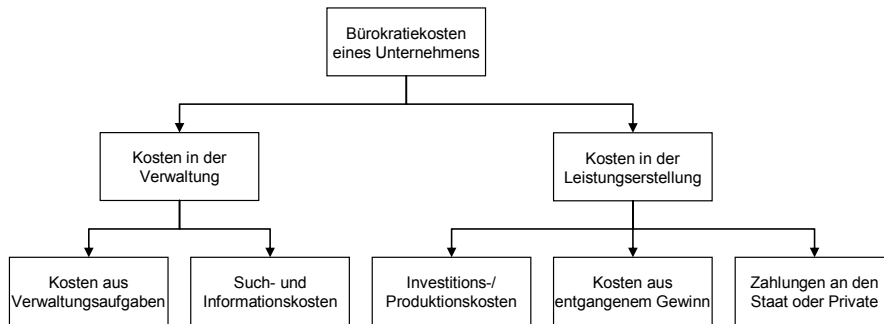 Bürokratiekosten
eines Unternehmens
Kosten in der
Verwaltung
Kosten in der
Leistungserstellung
Kosten aus
Verwaltungsaufgaben
Such- und
Informationskosten
Investitions-/
Produktionskosten
Kosten aus
entgangenem Gewinn
Zahlungen an den
Staat oder Private